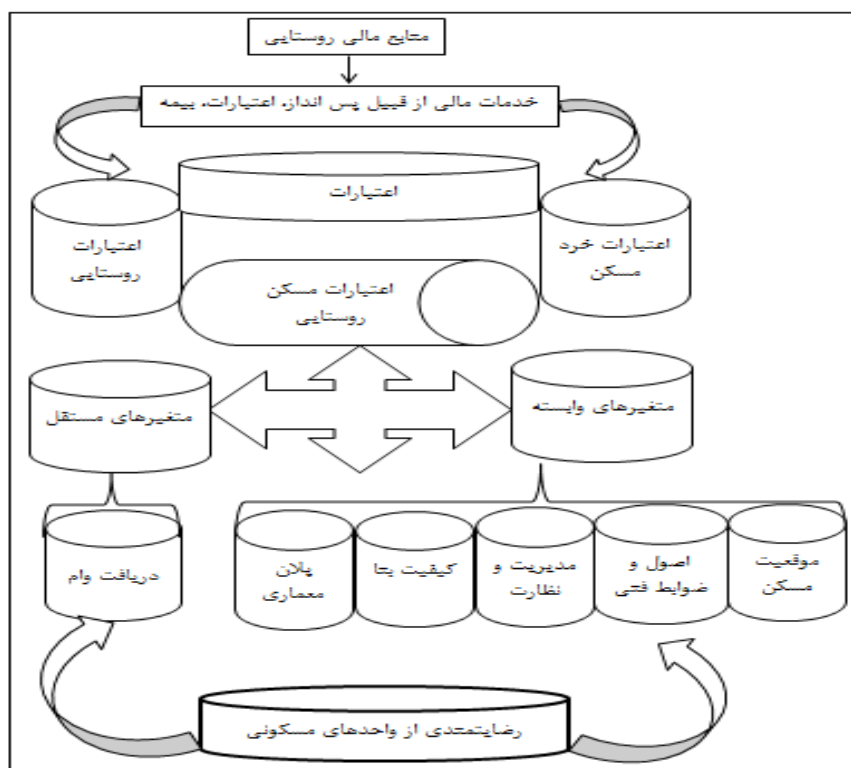 منابع مالی روستایی
خدمات مالی از قبیل پس انداز، اعتبارات، بیمه
اعتبارات
اعتبارات خرد
مسکن
اعتبارات
روستایی
اعتبارات مسکن
روستایی
متغیرهای وابسته
متغیرهای مستقل
موقعیت
مسکن
اصول و
ضوابط فنی
مدیریت و
نظارت
کیفیت بنا
پلان
معماری
دریافت وام
رضایتمندی از واحدهای مسکونی